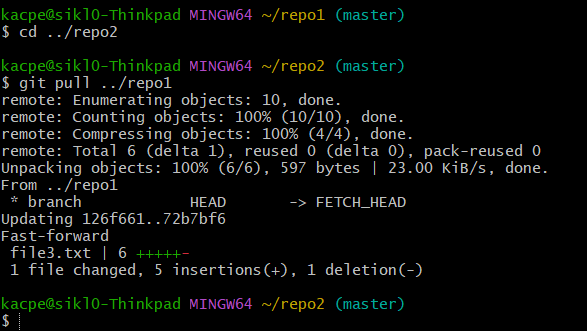 kacpe@sikl0-Thinkpad MINGW64 ~/repo1 (master)
$ cd ../repo2
kacpe@sikl0-Thinkpad MINGW64 ~/repo2 (master)
$ git pull ../repo1
remote: Enumerating objects: 10, done.
remote: Counting objects: 100% (10/10), done.
remote: Compressing objects: 100% (4/4), done.
remote: Total 6 (delta 1), reused 0 (delta 0), pack-reused 0
Unpacking objects: 100% (6/6), 597 bytes | 23.00 KiB/s, done.
From ../repo1
 * branch            HEAD       -> FETCH_HEAD
Updating 126f661..72b7bf6
Fast-forward
 file3.txt | 6 +++++-
 1 file changed, 5 insertions(+), 1 deletion(-)
kacpe@sikl0-Thinkpad MINGW64 ~/repo2 (master)
$